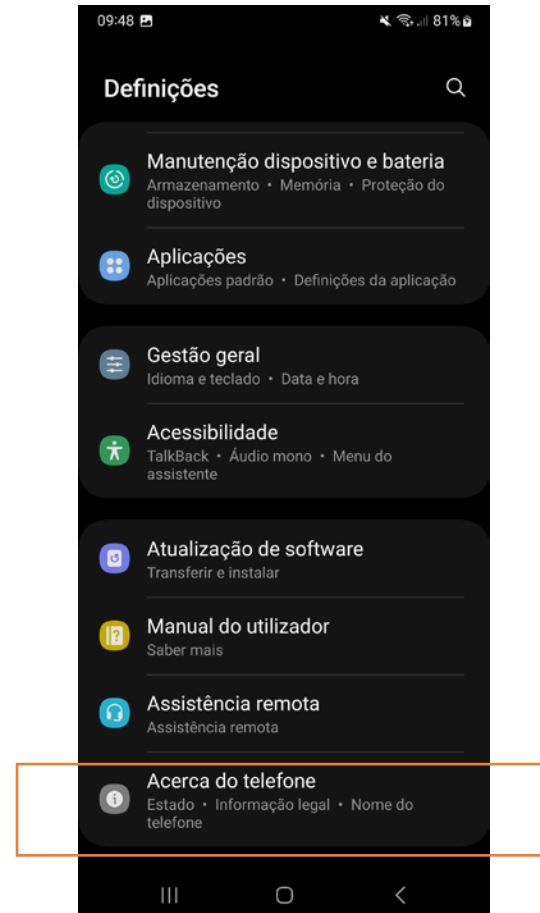 09:48 81%
Definições
Manutenção dispositivo e bateria
Armazenamento • Memória • Proteção do
dispositivo
Aplicações
Aplicações padrão • Definições da aplicação
Gestão geral
Idioma e teclado • Data e hora
Acessibilidade
TalkBack • Áudio mono • Menu do
assistente
Atualização de software
Transferir e instalar
Manual do utilizador
Saber mais
Assistência remota
Assistência remota
Acerca do telefone
Estado • Informação legal • Nome do
telefone